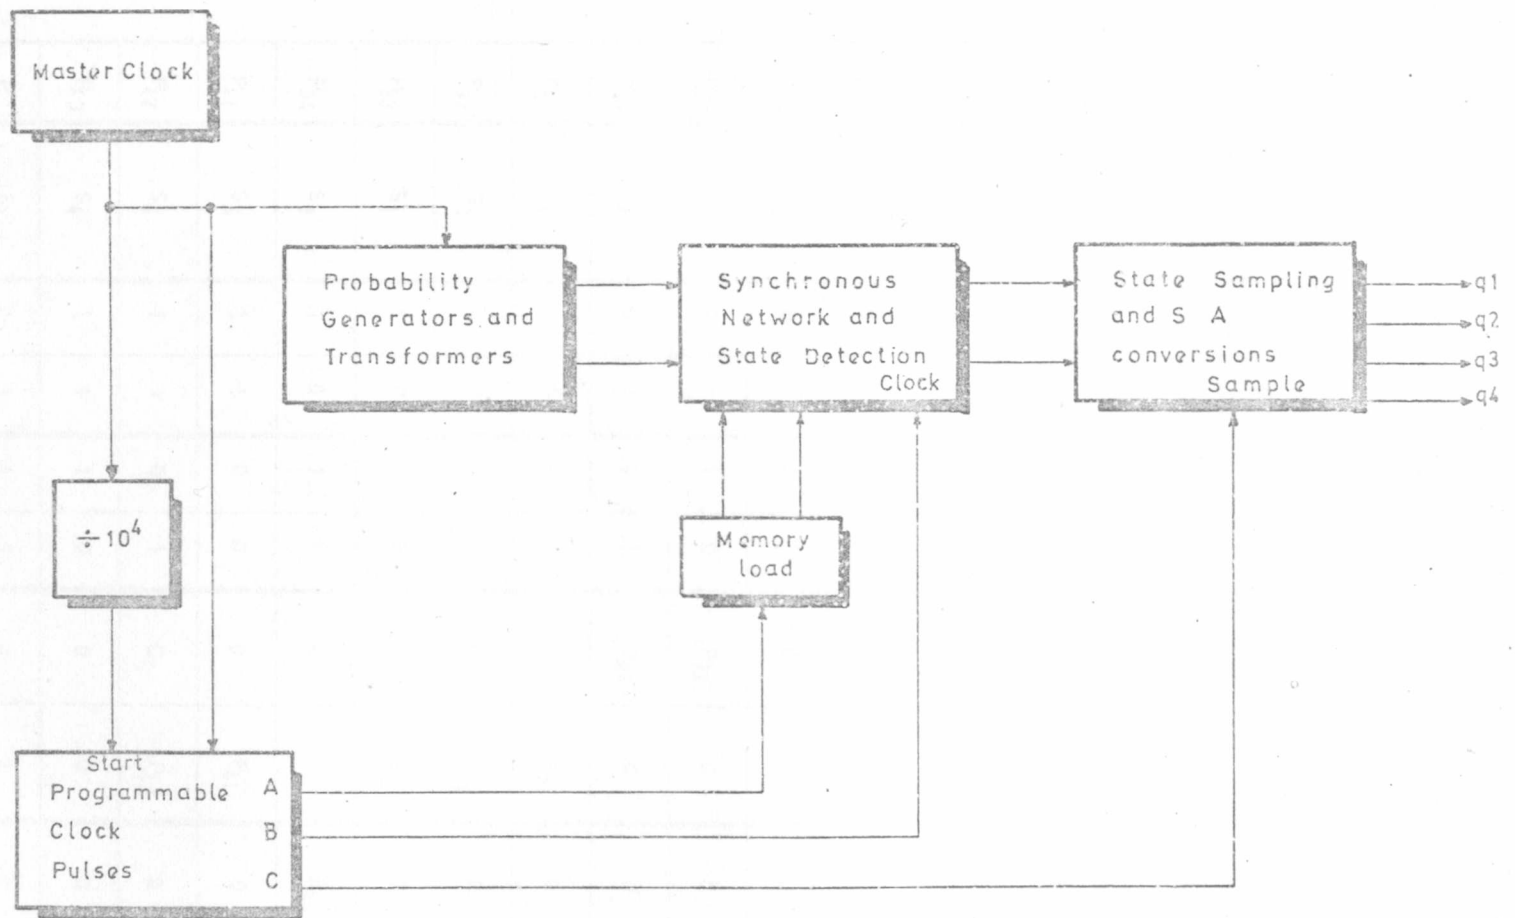 Master Clock
Probability
Generators and
Transformers
Synchronous
Network and
State Detection
Clock
State Sampling
and S A
conversions
Sample
q1
q2
q3
q4
÷10⁴
Memory
load
Start
Programmable A
Clock B
Pulses C